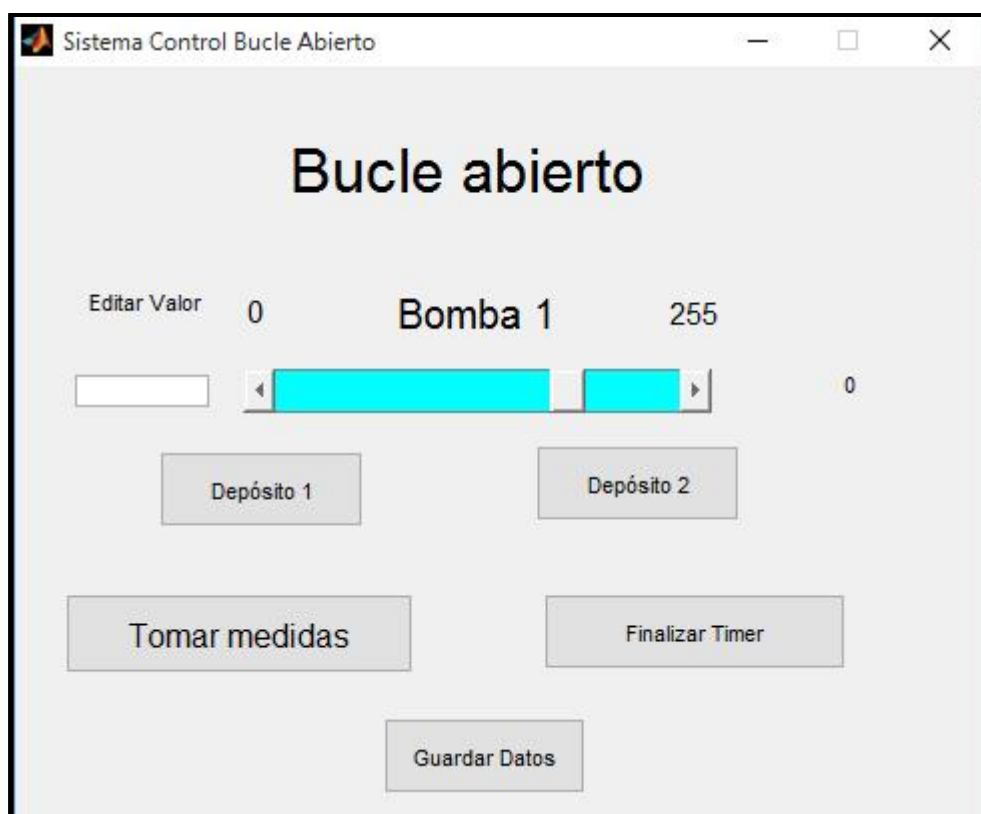 Sistema Control Bucle Abierto
Bucle abierto
Editar Valor
0
Bomba 1
255
0
Depósito 1
Depósito 2
Tomar medidas
Finalizar Timer
Guardar Datos